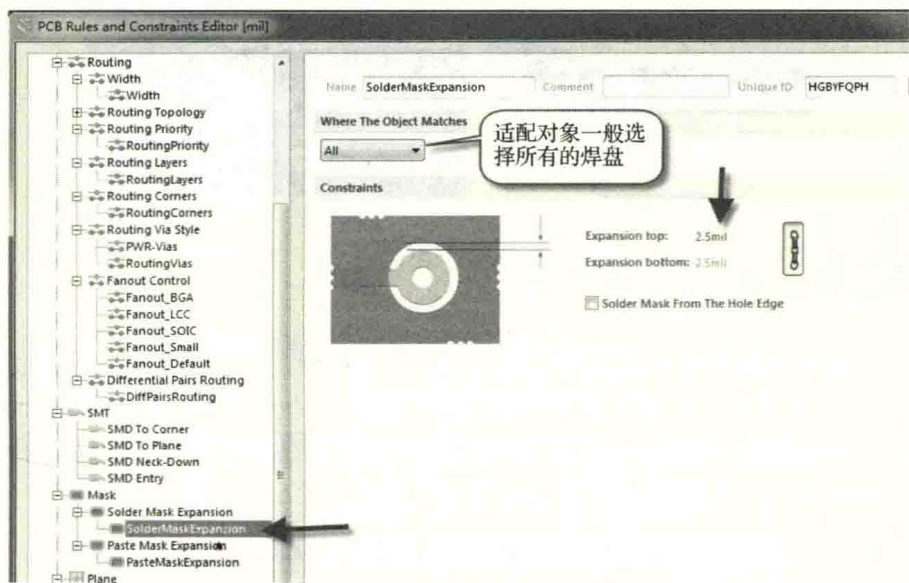 PCB Rules and Constraints Editor [mil]
Routing
Width
Width
Routing Topology
Routing Priority
RoutingPriority
Routing Layers
RoutingLayers
Routing Corners
RoutingCorners
Routing Via Style
PWR-Vias
RoutingVias
Fanout Control
Fanout_BGA
Fanout_LCC
Fanout_SOIC
Fanout_Small
Fanout_Default
Differential Pairs Routing
DiffPairsRouting
SMT
SMD To Corner
SMD To Plane
SMD Neck-Down
SMD Entry
Mask
Solder Mask Expansion
SolderMaskExpansion
Paste Mask Expansion
PasteMaskExpansion
Plane
Name SolderMaskExpansion Comment Unique ID HGBYFQPH
Where The Object Matches
All
适配对象一般选
择所有的焊盘
Constraints
Expansion top: 2.5mil
Expansion bottom: 2.5mil
Solder Mask From The Hole Edge